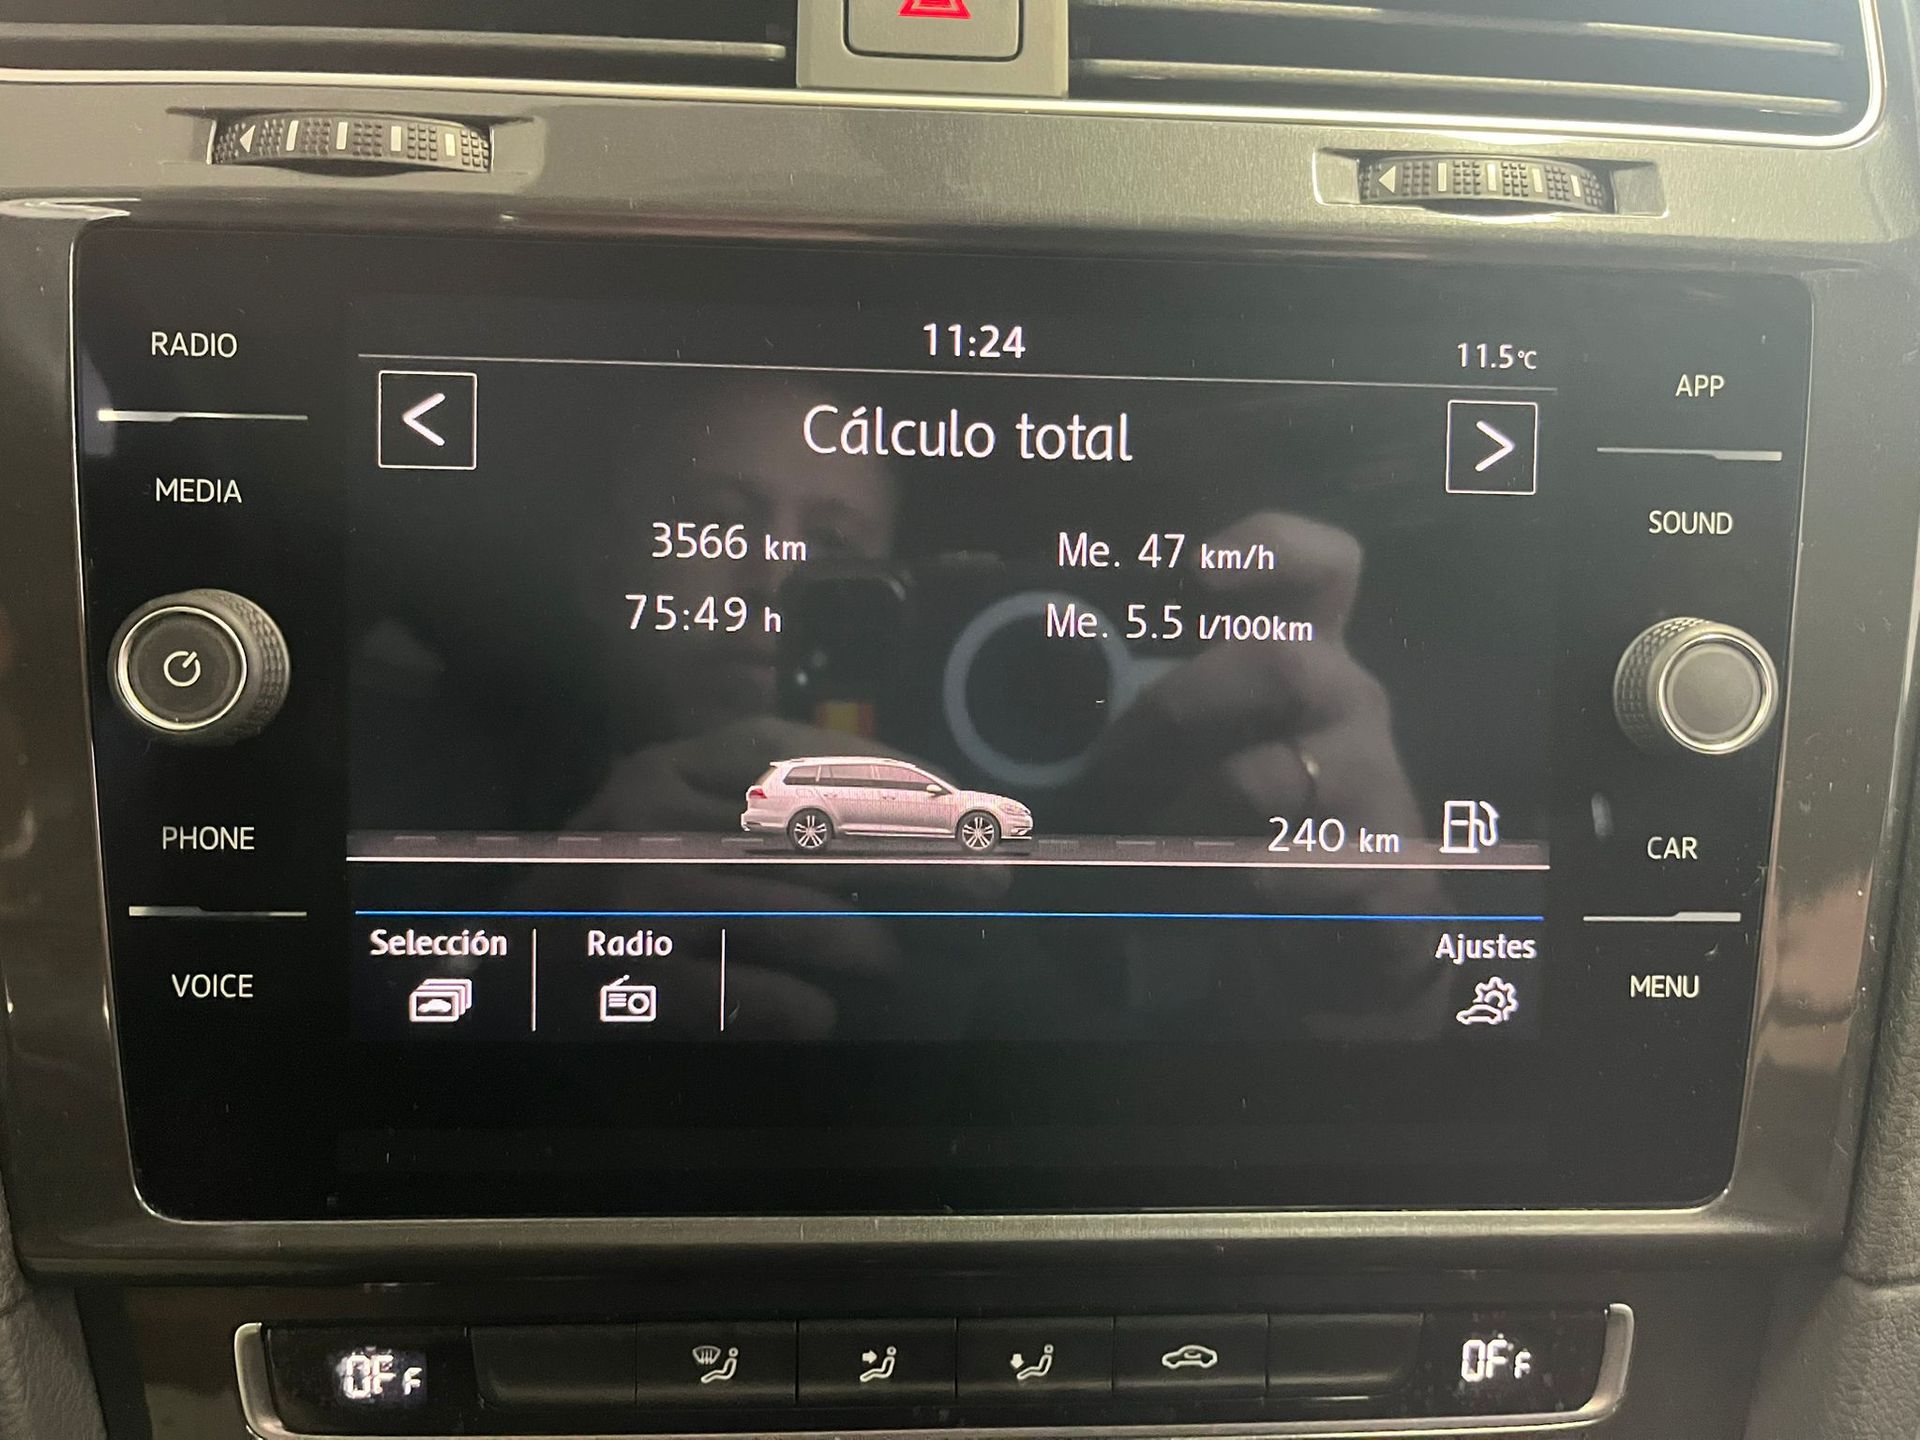 RADIO
MEDIA
PHONE
VOICE
11:24
11.5°C
Cálculo total
3566 km
Me. 47 km/h
75:49 h
Me. 5.5 l/100km
240 km
Selección
Radio
Ajustes
APP
SOUND
CAR
MENU
OFF
OFF